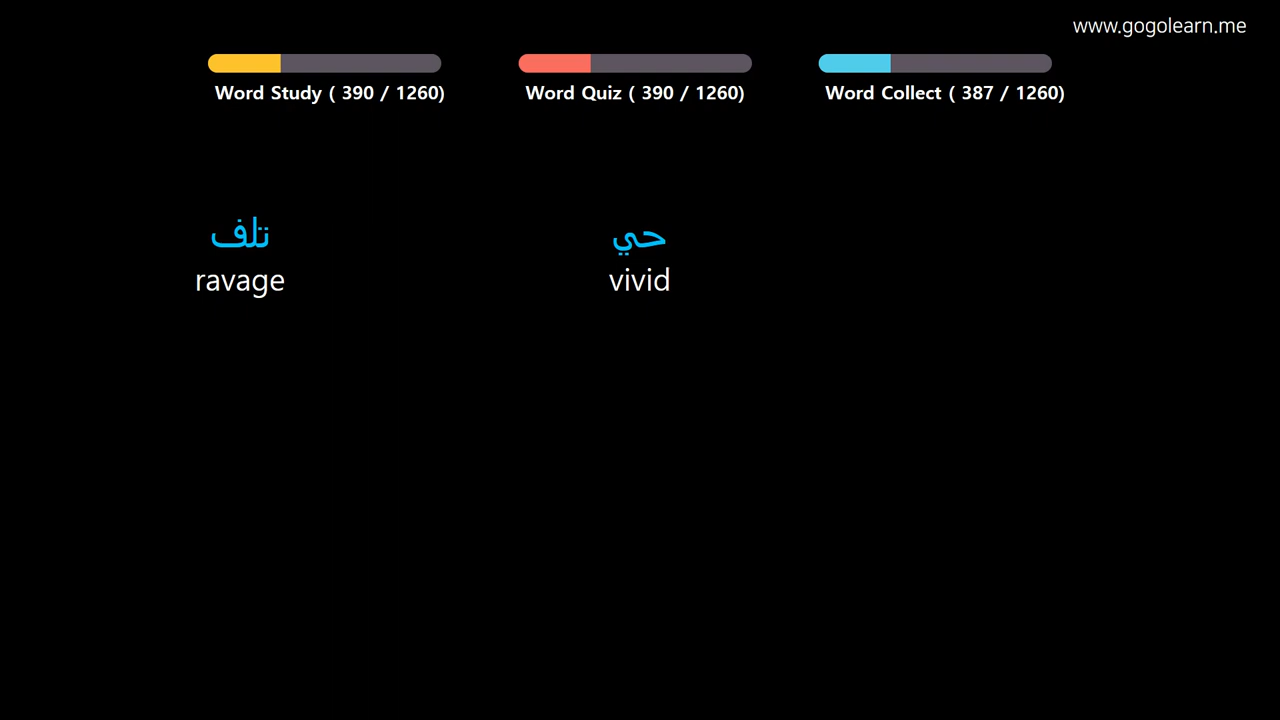 www.gogolearn.me
Word Study ( 390 / 1260)
Word Quiz ( 390 / 1260)
Word Collect ( 387 / 1260)
تلف
ravage
حي
vivid